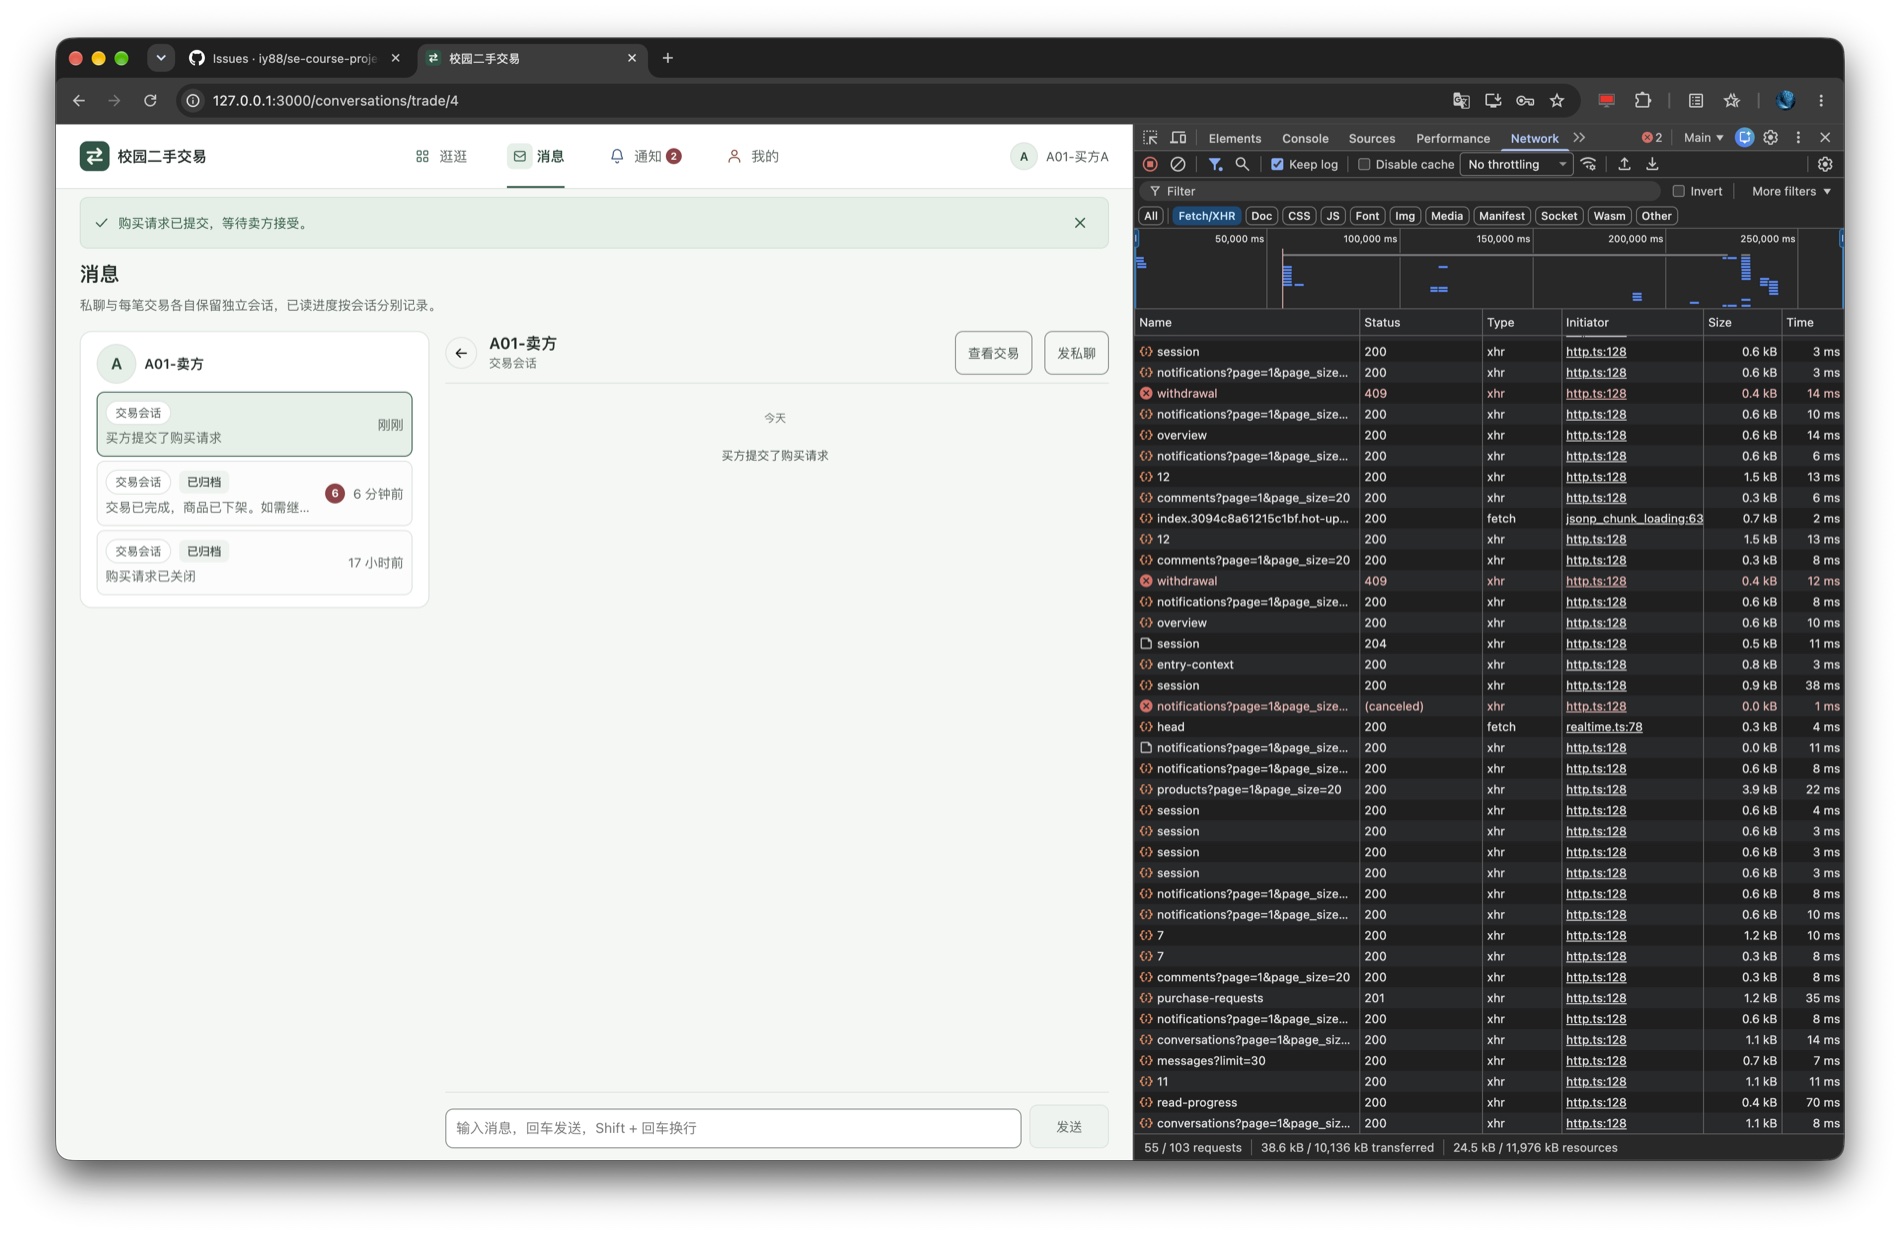 Issues · iy88/se-course-proje
校园二手交易
127.0.0.1:3000/conversations/trade/4
校园二手交易
逛逛
消息
通知 2
我的
A A01-买方A
购买请求已提交，等待卖方接受。
消息
私聊与每笔交易各自保留独立会话，已读进度按会话分别记录。
A A01-卖方
交易会话
买方提交了购买请求
刚刚
交易会话 已归档
交易已完成，商品已下架。如需继...
6 6 分钟前
交易会话 已归档
购买请求已关闭
17 小时前
A01-卖方
交易会话
查看交易
发私聊
今天
买方提交了购买请求
输入消息，回车发送，Shift + 回车换行
发送
Elements Console Sources Performance Network 2 Main
Keep log Disable cache No throttling
Filter Invert More filters
All Fetch/XHR Doc CSS JS Font Img Media Manifest Socket Wasm Other
50,000 ms 100,000 ms 150,000 ms 200,000 ms 250,000 ms
Name Status Type Initiator Size Time
session 200 xhr http.ts:128 0.6 kB 3 ms
notifications?page=1&page_size... 200 xhr http.ts:128 0.6 kB 3 ms
withdrawal 409 xhr http.ts:128 0.4 kB 14 ms
notifications?page=1&page_size... 200 xhr http.ts:128 0.6 kB 10 ms
overview 200 xhr http.ts:128 0.6 kB 14 ms
notifications?page=1&page_size... 200 xhr http.ts:128 0.6 kB 6 ms
12 200 xhr http.ts:128 1.5 kB 13 ms
comments?page=1&page_size=20 200 xhr http.ts:128 0.3 kB 6 ms
index.3094c8a61215c1bf.hot-up... 200 fetch jsonp_chunk_loading:63 0.7 kB 2 ms
12 200 xhr http.ts:128 1.5 kB 13 ms
comments?page=1&page_size=20 200 xhr http.ts:128 0.3 kB 8 ms
withdrawal 409 xhr http.ts:128 0.4 kB 12 ms
notifications?page=1&page_size... 200 xhr http.ts:128 0.6 kB 8 ms
overview 200 xhr http.ts:128 0.6 kB 10 ms
session 204 xhr http.ts:128 0.5 kB 11 ms
entry-context 200 xhr http.ts:128 0.8 kB 3 ms
session 200 xhr http.ts:128 0.9 kB 38 ms
notifications?page=1&page_size... (canceled) xhr http.ts:128 0.0 kB 1 ms
head 200 fetch realtime.ts:78 0.3 kB 4 ms
notifications?page=1&page_size... 200 xhr http.ts:128 0.0 kB 11 ms
notifications?page=1&page_size... 200 xhr http.ts:128 0.6 kB 8 ms
products?page=1&page_size=20 200 xhr http.ts:128 3.9 kB 22 ms
session 200 xhr http.ts:128 0.6 kB 4 ms
session 200 xhr http.ts:128 0.6 kB 3 ms
session 200 xhr http.ts:128 0.6 kB 3 ms
session 200 xhr http.ts:128 0.6 kB 3 ms
notifications?page=1&page_size... 200 xhr http.ts:128 0.6 kB 8 ms
notifications?page=1&page_size... 200 xhr http.ts:128 0.6 kB 10 ms
7 200 xhr http.ts:128 1.2 kB 10 ms
7 200 xhr http.ts:128 0.3 kB 8 ms
comments?page=1&page_size=20 200 xhr http.ts:128 0.3 kB 8 ms
purchase-requests 201 xhr http.ts:128 1.2 kB 35 ms
notifications?page=1&page_size... 200 xhr http.ts:128 0.6 kB 8 ms
conversations?page=1&page_siz... 200 xhr http.ts:128 1.1 kB 14 ms
messages?limit=30 200 xhr http.ts:128 0.7 kB 7 ms
11 200 xhr http.ts:128 1.1 kB 11 ms
read-progress 200 xhr http.ts:128 0.4 kB 70 ms
conversations?page=1&page_siz... 200 xhr http.ts:128 1.1 kB 8 ms
55 / 103 requests 38.6 kB / 10,136 kB transferred 24.5 kB / 11,976 kB resources